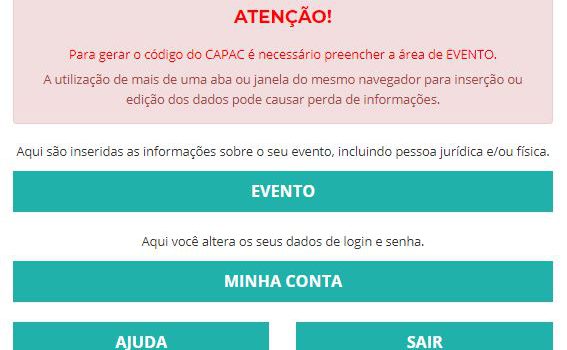 ATENÇÃO!
Para gerar o código do CAPAC é necessário preencher a área de EVENTO.
A utilização de mais de uma aba ou janela do mesmo navegador para inserção ou
edição dos dados pode causar perda de informações.
Aqui são inseridas as informações sobre o seu evento, incluindo pessoa jurídica e/ou física.
EVENTO
Aqui você altera os seus dados de login e senha.
MINHA CONTA
AJUDA
SAIR